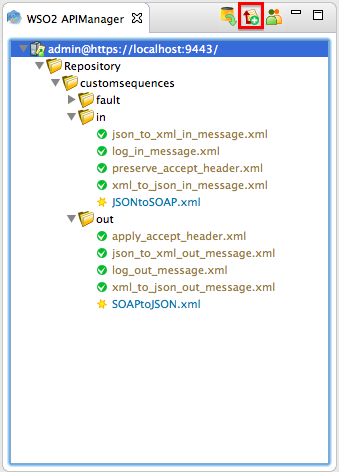 WSO2 APIManager
admin@https://localhost:9443/
Repository
customsequences
fault
in
json_to_xml_in_message.xml
log_in_message.xml
preserve_accept_header.xml
xml_to_json_in_message.xml
JSONtoSOAP.xml
out
apply_accept_header.xml
json_to_xml_out_message.xml
log_out_message.xml
xml_to_json_out_message.xml
SOAPtoJSON.xml